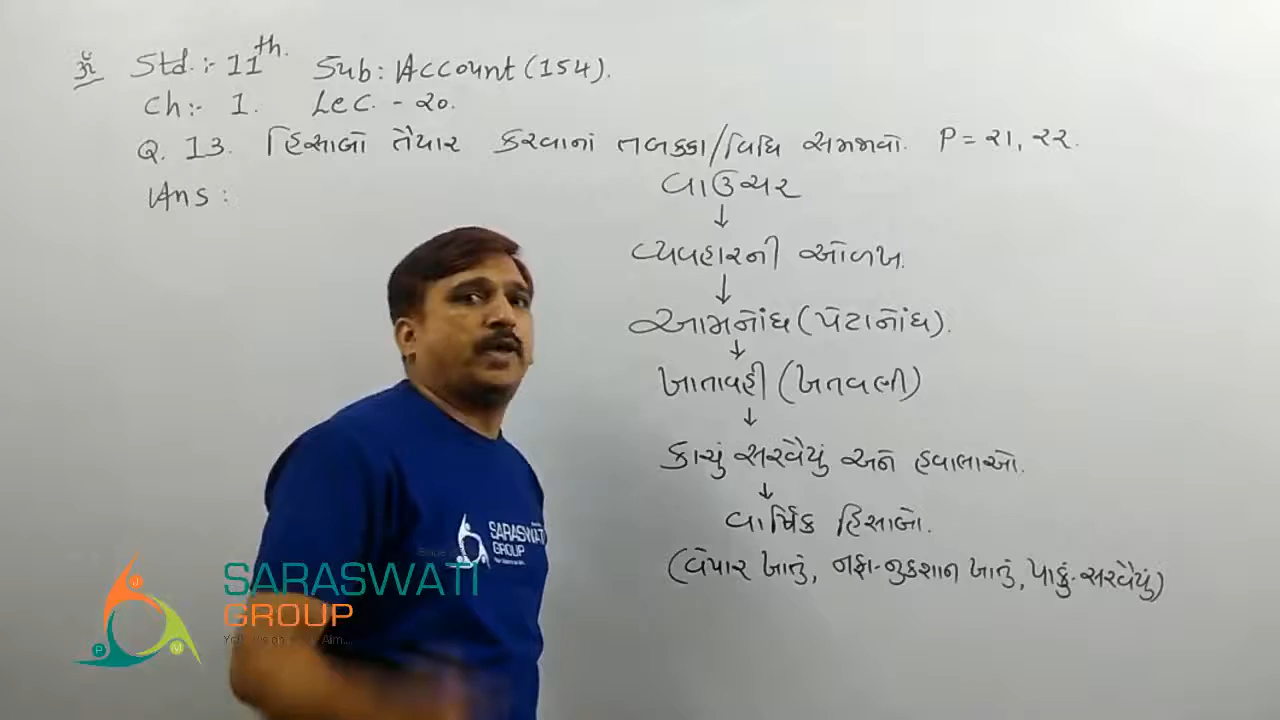 ૐ Std :- 11th. Sub : Account (154).
Ch :- 1. Lec. - ૨૦.
Q. 13. હિસાબો તૈયાર કરવાનાં તબક્કા/વિધિ સમજાવો. P = ૨૧, ૨૨.
Ans :
વાઉચર
↓
વ્યવહારની ઓળખ.
↓
આમનોંધ (પેટાનોંધ).
↓
ખાતાવહી (ખતવણી)
↓
કાચું સરવૈયું અને હવાલાઓ.
↓
વાર્ષિક હિસાબો.
(વેપાર ખાતું, નફા-નુકશાન ખાતું, પાકું-સરવૈયું)
SARASWATI
GROUP
SARASWATI
GROUP
J
P
M